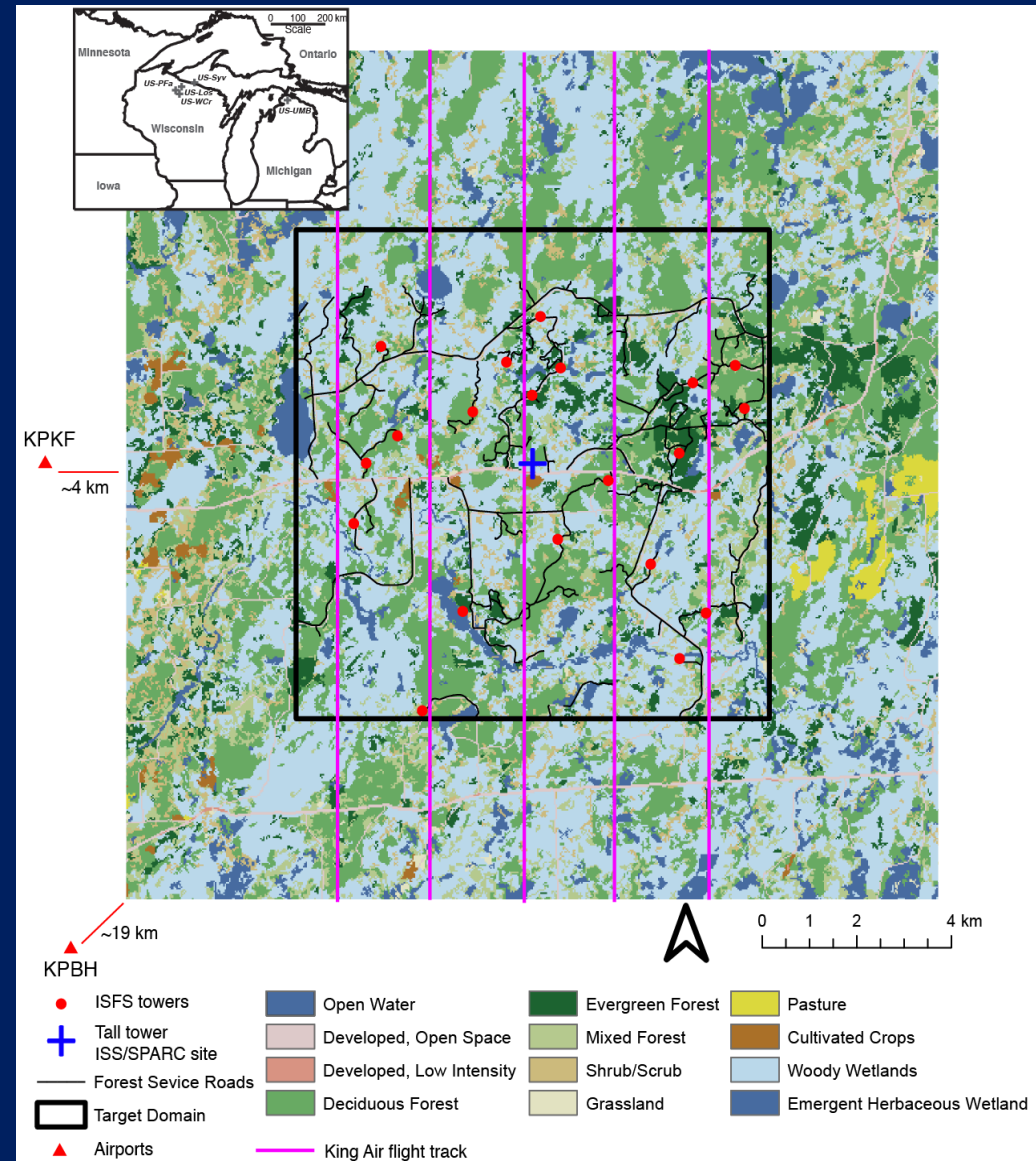 0 100 200 km
Scale
Minnesota
Ontario
US-Syv
US-PFa
US-Los
US-WCr
US-UMB
Wisconsin
Michigan
Iowa
KPKF
~4 km
~19 km
KPBH
0 1 2 4 km
ISFS towers
Tall tower
ISS/SPARC site
Forest Sevice Roads
Target Domain
Airports
Open Water
Developed, Open Space
Developed, Low Intensity
Deciduous Forest
King Air flight track
Evergreen Forest
Mixed Forest
Shrub/Scrub
Grassland
Pasture
Cultivated Crops
Woody Wetlands
Emergent Herbaceous Wetland